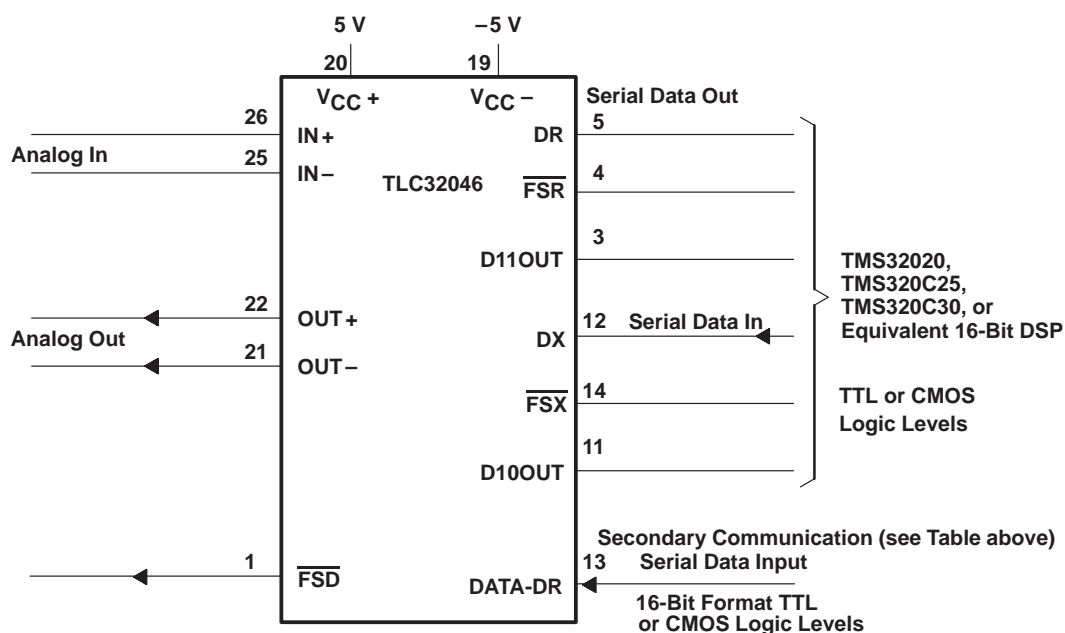 5 V
–5 V
20
19
VCC +
VCC –
Serial Data Out
26
IN +
DR
5
Analog In
25
IN –
TLC32046
FSR
4
D11OUT
3
TMS32020,
TMS320C25,
TMS320C30, or
Equivalent 16-Bit DSP
22
OUT +
DX
12
Serial Data In
Analog Out
21
OUT –
FSX
14
TTL or CMOS
Logic Levels
D10OUT
11
Secondary Communication (see Table above)
1
FSD
13
Serial Data Input
DATA-DR
16-Bit Format TTL
or CMOS Logic Levels